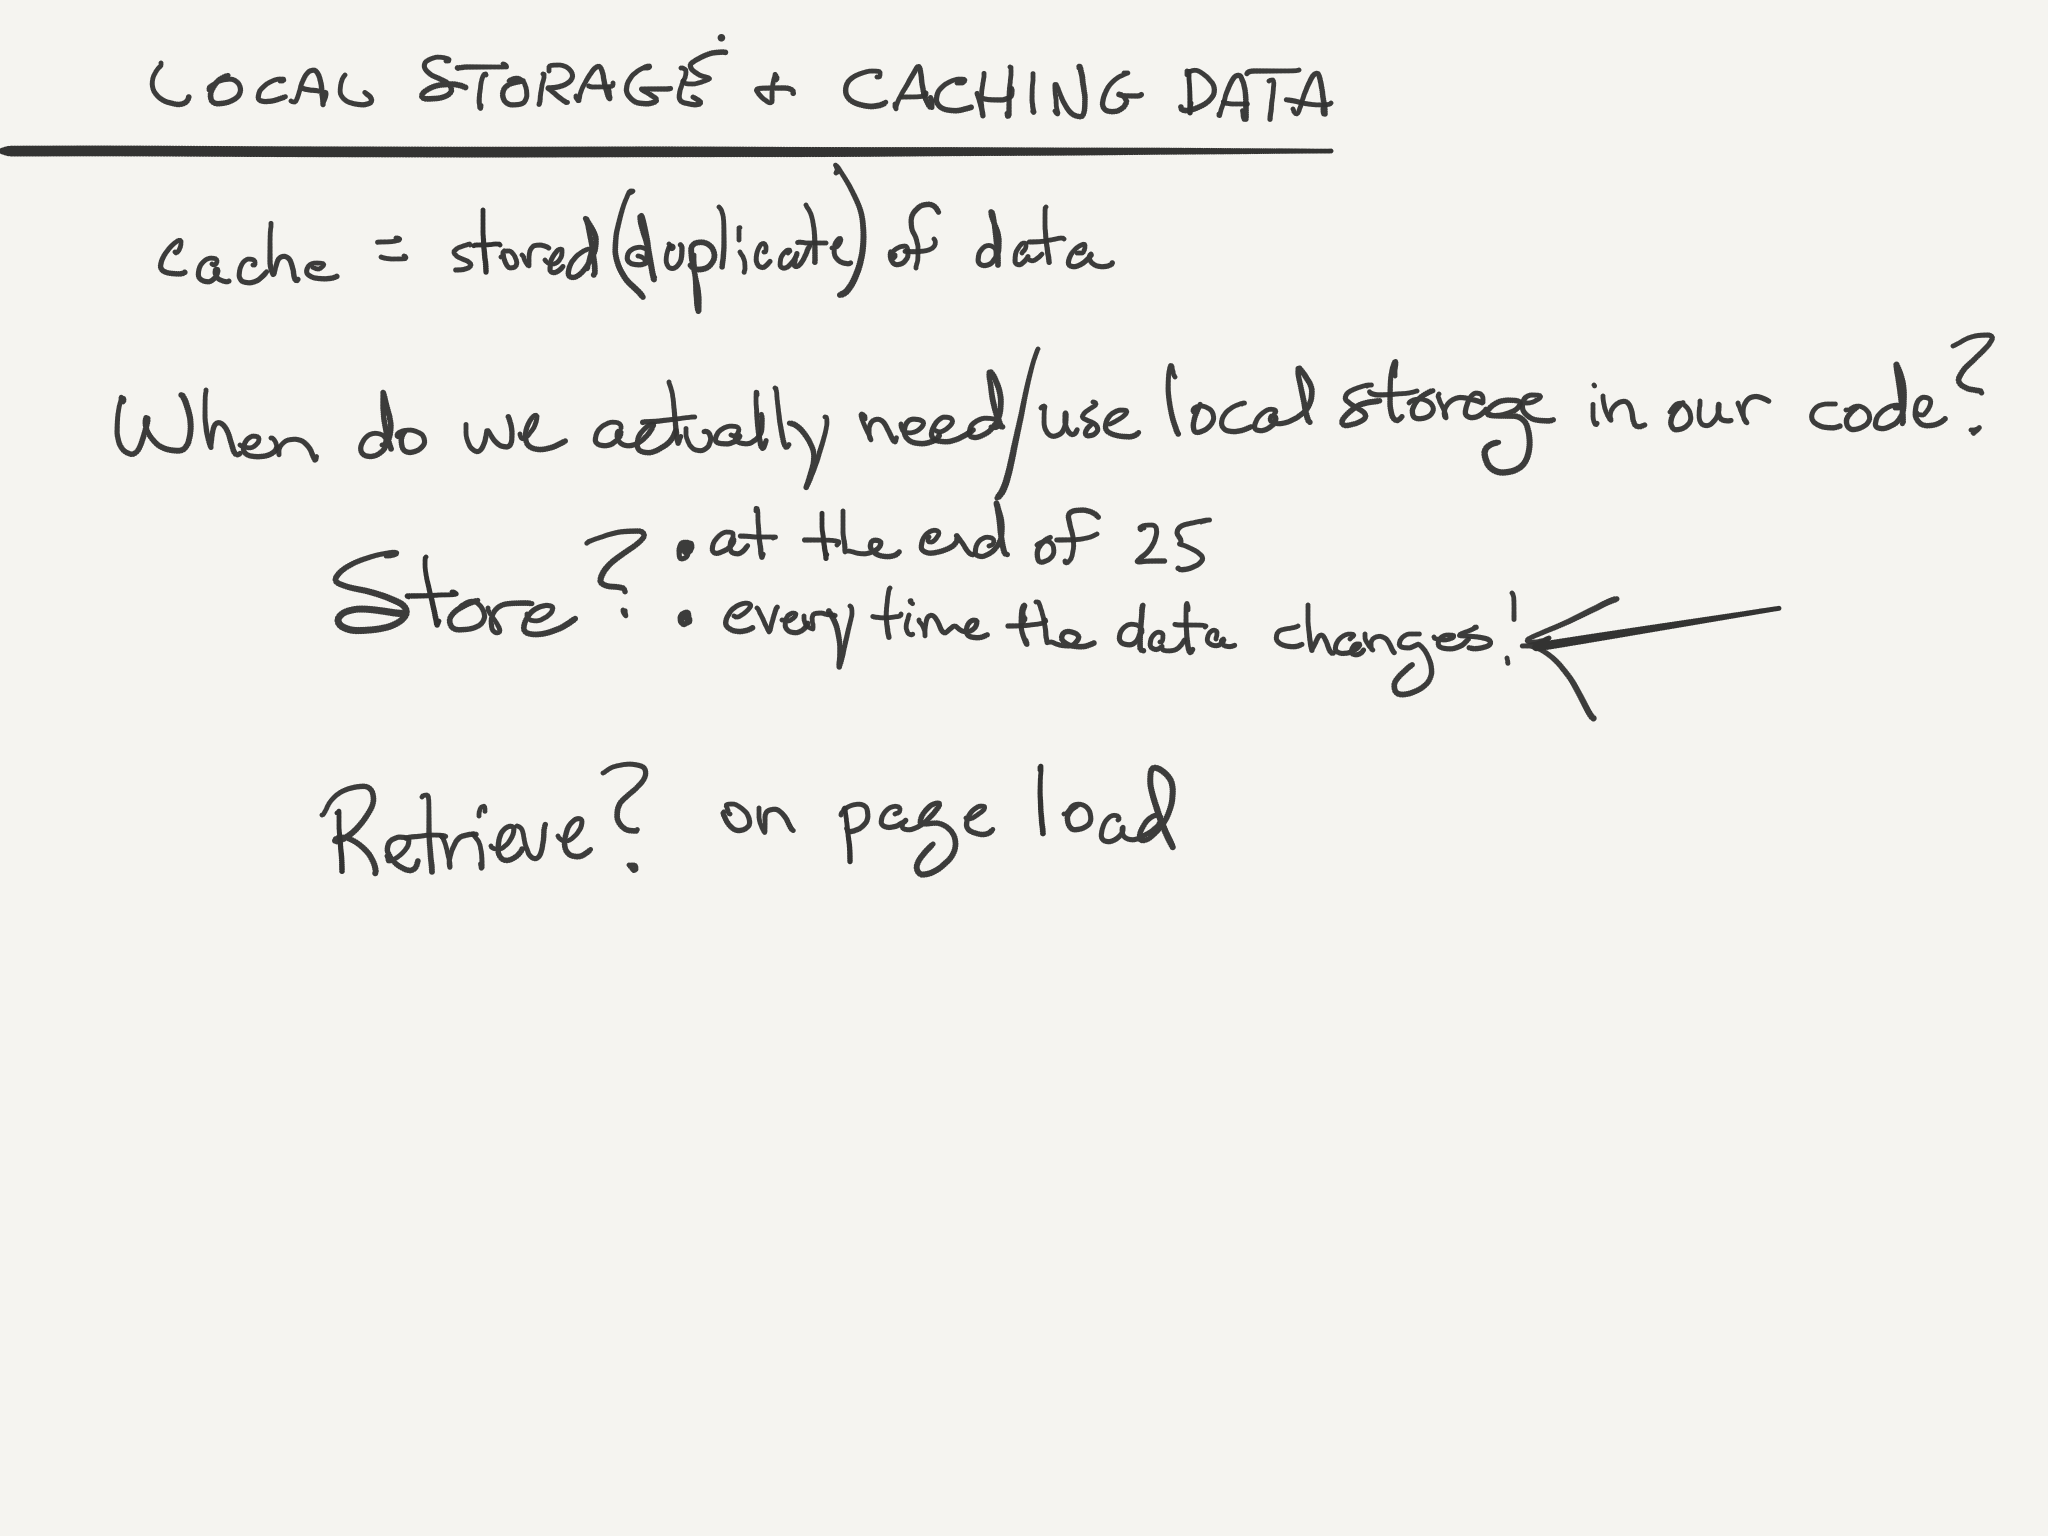 LOCAL STORAGE + CACHING DATA
cache = stored (duplicate) of data
When do we actually need/use local storage in our code?
Store? • at the end of 25
• every time the data changes!
Retrieve? on page load